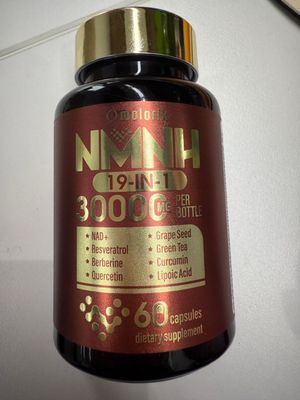 NMNH
19-IN-1
30000MG PER BOTTLE
• NAD+
• Resveratrol
• Berberine
• Quercetin
• Grape Seed
• Green Tea
• Curcumin
• Lipoic Acid
60 capsules
dietary supplement